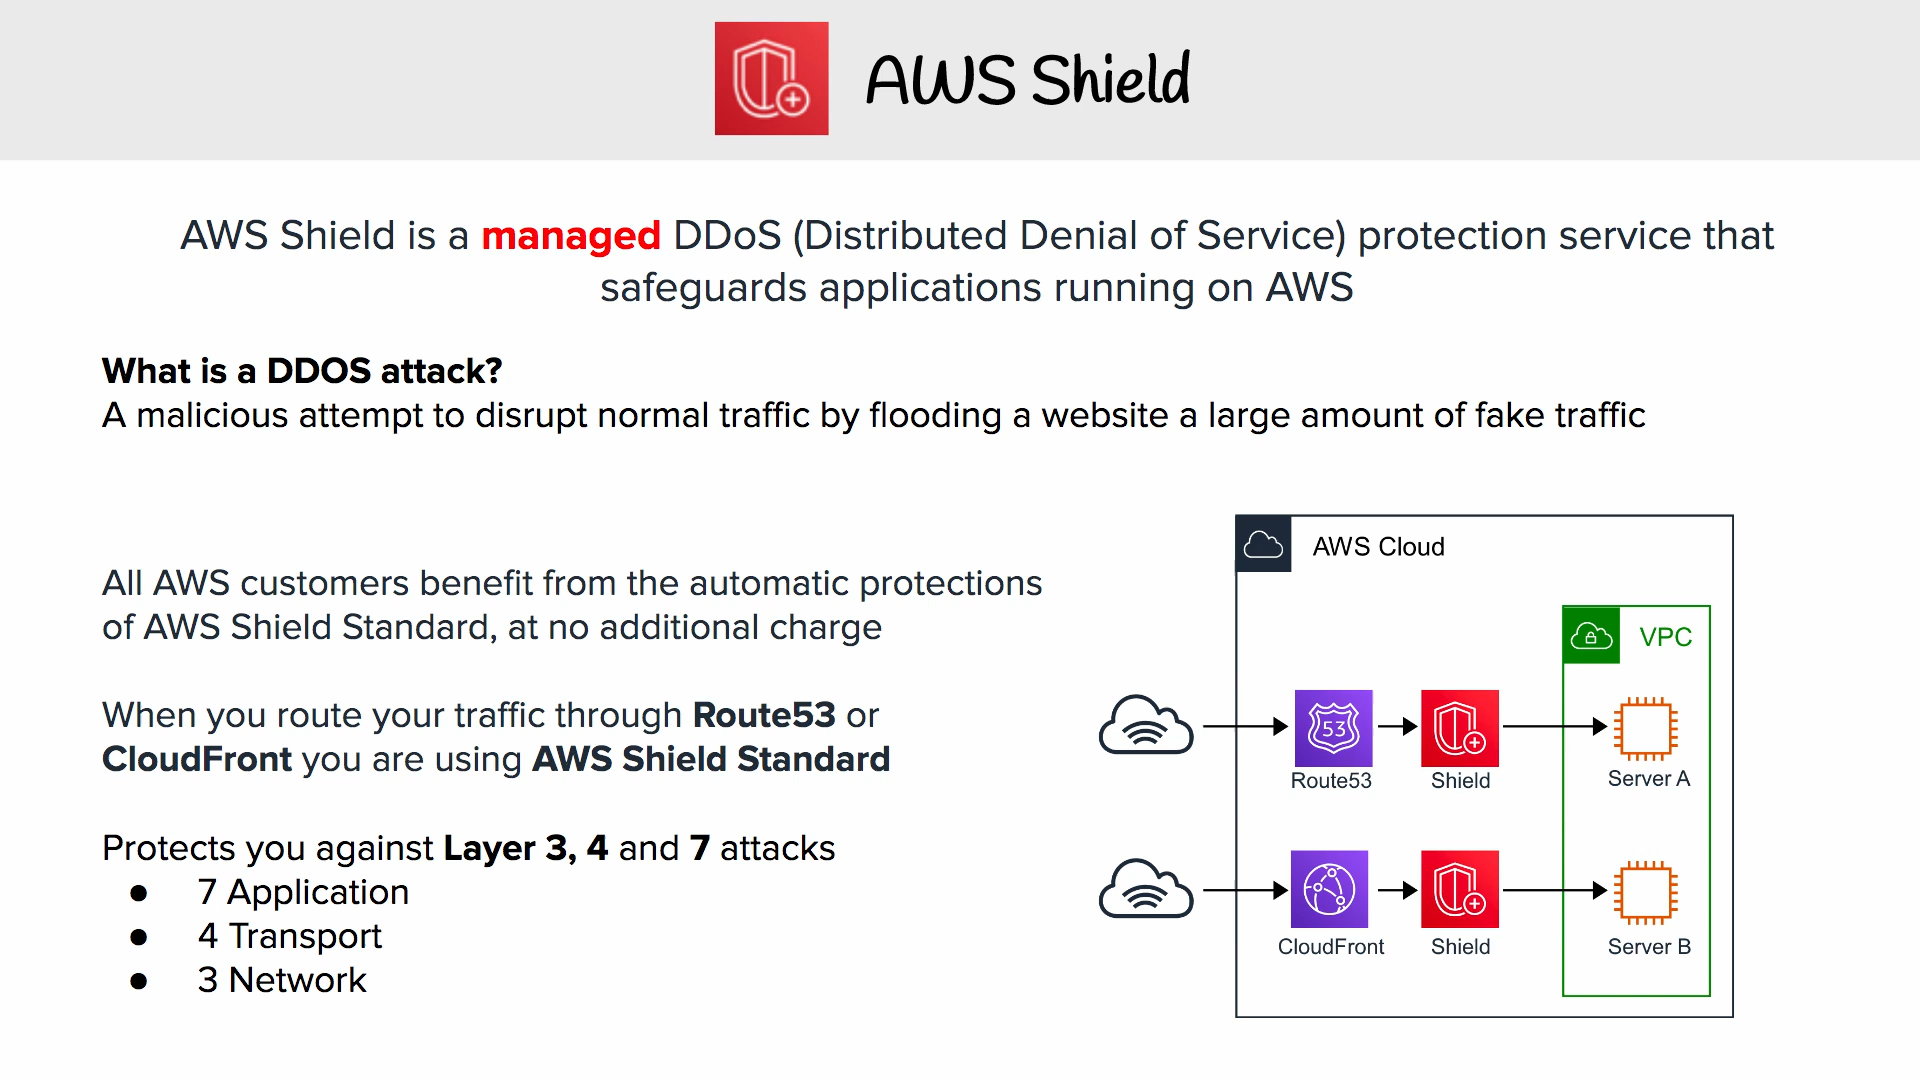 AWS Shield
AWS Shield is a managed DDoS (Distributed Denial of Service) protection service that
safeguards applications running on AWS
What is a DDOS attack?
A malicious attempt to disrupt normal traffic by flooding a website a large amount of fake traffic
All AWS customers benefit from the automatic protections
of AWS Shield Standard, at no additional charge
When you route your traffic through Route53 or
CloudFront you are using AWS Shield Standard
Protects you against Layer 3, 4 and 7 attacks
● 7 Application
● 4 Transport
● 3 Network
AWS Cloud
VPC
53
Route53
Shield
Server A
CloudFront
Shield
Server B